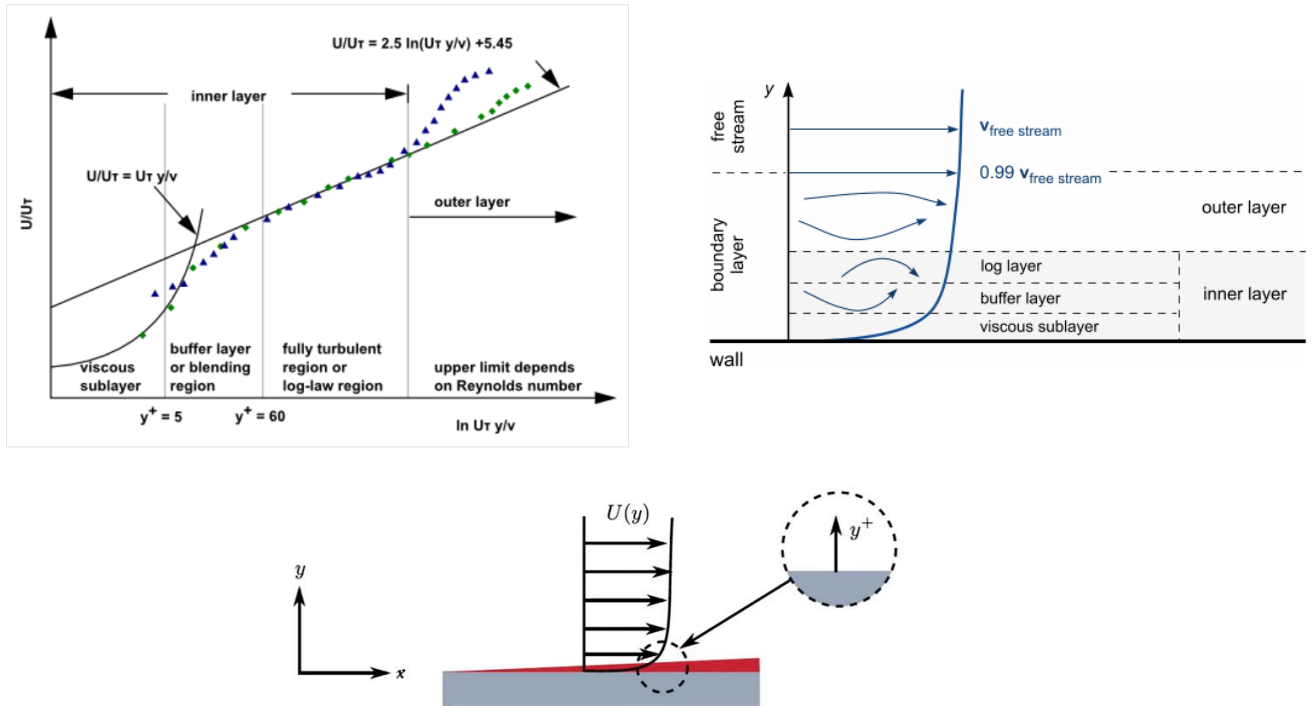 U/Uτ = 2.5 ln(Uτ y/ν) +5.45
inner layer
U/Uτ = Uτ y/ν
outer layer
U/Uτ
viscous
sublayer
buffer layer
or blending
region
fully turbulent
region or
log-law region
upper limit depends
on Reynolds number
y⁺ = 5
y⁺ = 60
ln Uτ y/ν
y
free
stream
boundary
layer
v free stream
0.99 v free stream
outer layer
log layer
buffer layer
viscous sublayer
inner layer
wall
U(y)
y⁺
y
x